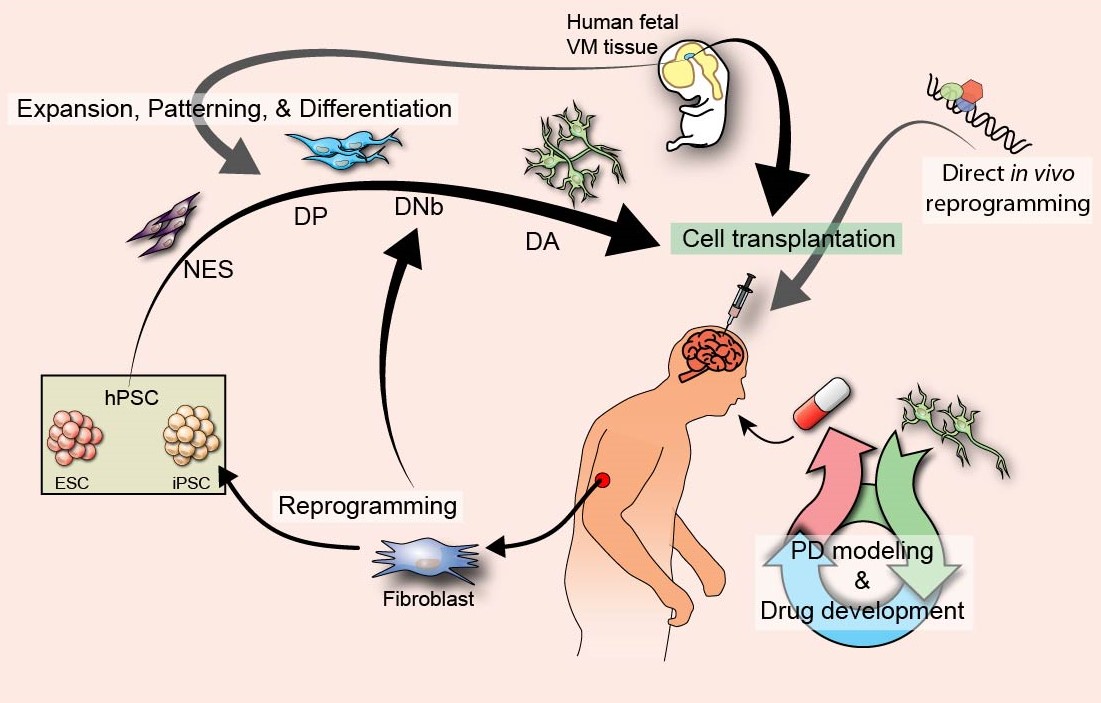 Human fetal
VM tissue
Expansion, Patterning, & Differentiation
Direct in vivo
reprogramming
DP
DNb
DA
Cell transplantation
NES
hPSC
ESC
iPSC
Reprogramming
Fibroblast
PD modeling
&
Drug development